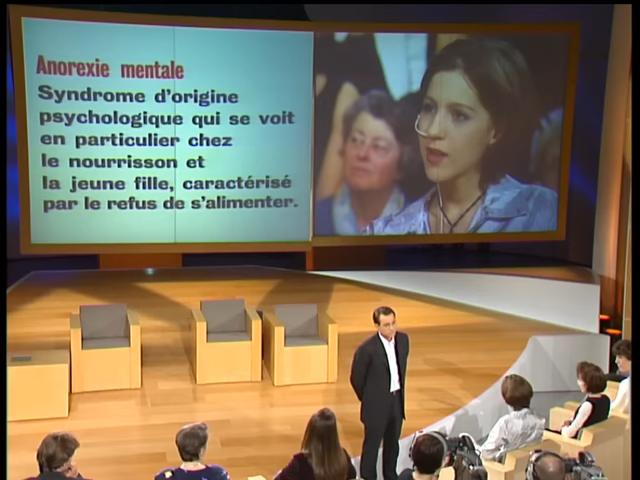 Anorexie mentale
Syndrome d'origine
psychologique qui se voit
en particulier chez
le nourrisson et
la jeune fille, caractérisé
par le refus de s'alimenter.